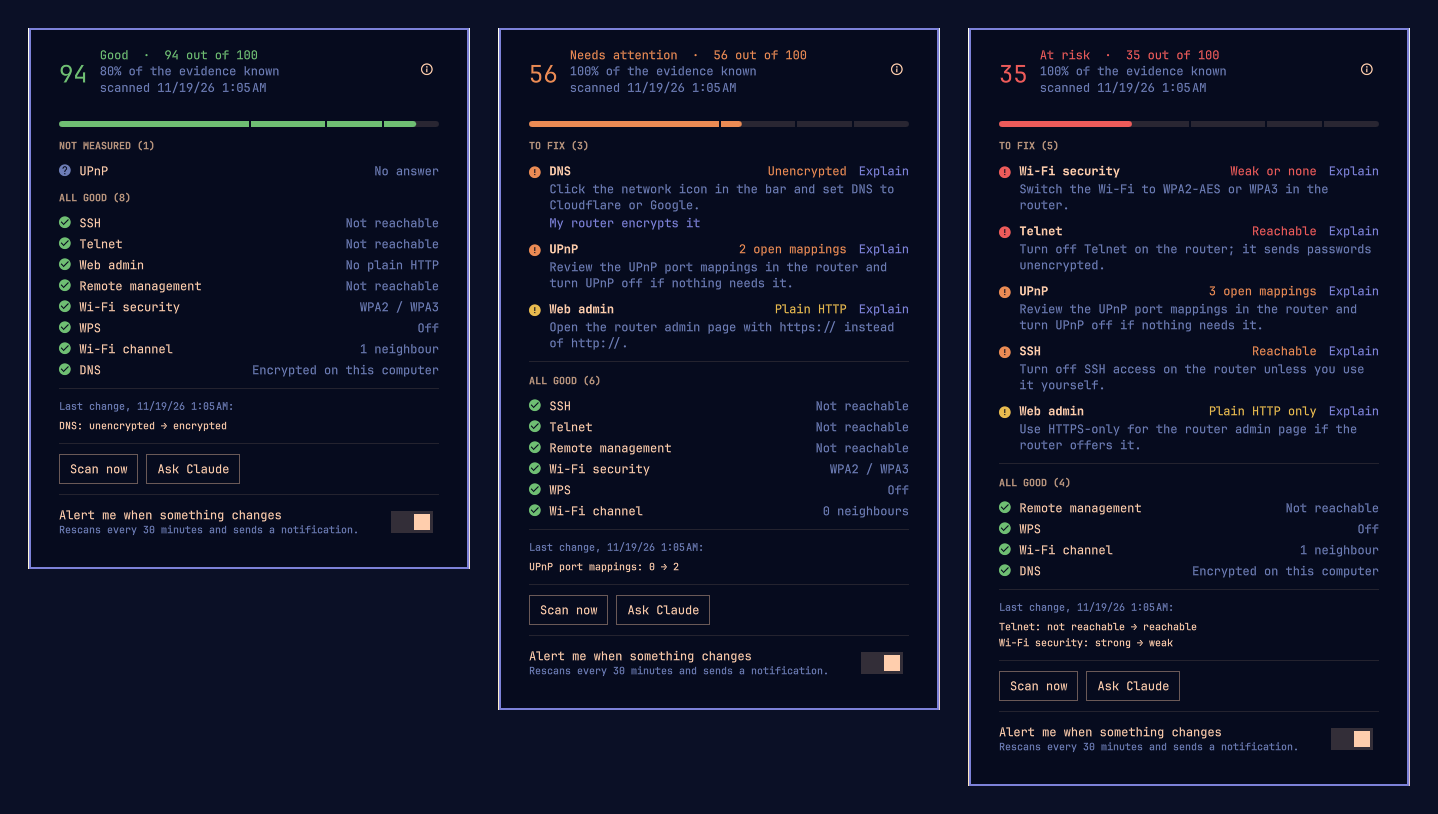 94
Good · 94 out of 100
80% of the evidence known
scanned 11/19/26 1:05AM
NOT MEASURED (1)
UPnP No answer
ALL GOOD (8)
SSH Not reachable
Telnet Not reachable
Web admin No plain HTTP
Remote management Not reachable
Wi-Fi security WPA2 / WPA3
WPS Off
Wi-Fi channel 1 neighbour
DNS Encrypted on this computer
Last change, 11/19/26 1:05AM:
DNS: unencrypted → encrypted
Scan now Ask Claude
Alert me when something changes
Rescans every 30 minutes and sends a notification.
56
Needs attention · 56 out of 100
100% of the evidence known
scanned 11/19/26 1:05AM
TO FIX (3)
DNS Unencrypted Explain
Click the network icon in the bar and set DNS to
Cloudflare or Google.
My router encrypts it
UPnP 2 open mappings Explain
Review the UPnP port mappings in the router and
turn UPnP off if nothing needs it.
Web admin Plain HTTP Explain
Open the router admin page with https:// instead
of http://.
ALL GOOD (6)
SSH Not reachable
Telnet Not reachable
Remote management Not reachable
Wi-Fi security WPA2 / WPA3
WPS Off
Wi-Fi channel 0 neighbours
Last change, 11/19/26 1:05AM:
UPnP port mappings: 0 → 2
Scan now Ask Claude
Alert me when something changes
Rescans every 30 minutes and sends a notification.
35
At risk · 35 out of 100
100% of the evidence known
scanned 11/19/26 1:05AM
TO FIX (5)
Wi-Fi security Weak or none Explain
Switch the Wi-Fi to WPA2-AES or WPA3 in the
router.
Telnet Reachable Explain
Turn off Telnet on the router; it sends passwords
unencrypted.
UPnP 3 open mappings Explain
Review the UPnP port mappings in the router and
turn UPnP off if nothing needs it.
SSH Reachable Explain
Turn off SSH access on the router unless you use
it yourself.
Web admin Plain HTTP only Explain
Use HTTPS-only for the router admin page if the
router offers it.
ALL GOOD (4)
Remote management Not reachable
WPS Off
Wi-Fi channel 1 neighbour
DNS Encrypted on this computer
Last change, 11/19/26 1:05AM:
Telnet: not reachable → reachable
Wi-Fi security: strong → weak
Scan now Ask Claude
Alert me when something changes
Rescans every 30 minutes and sends a notification.